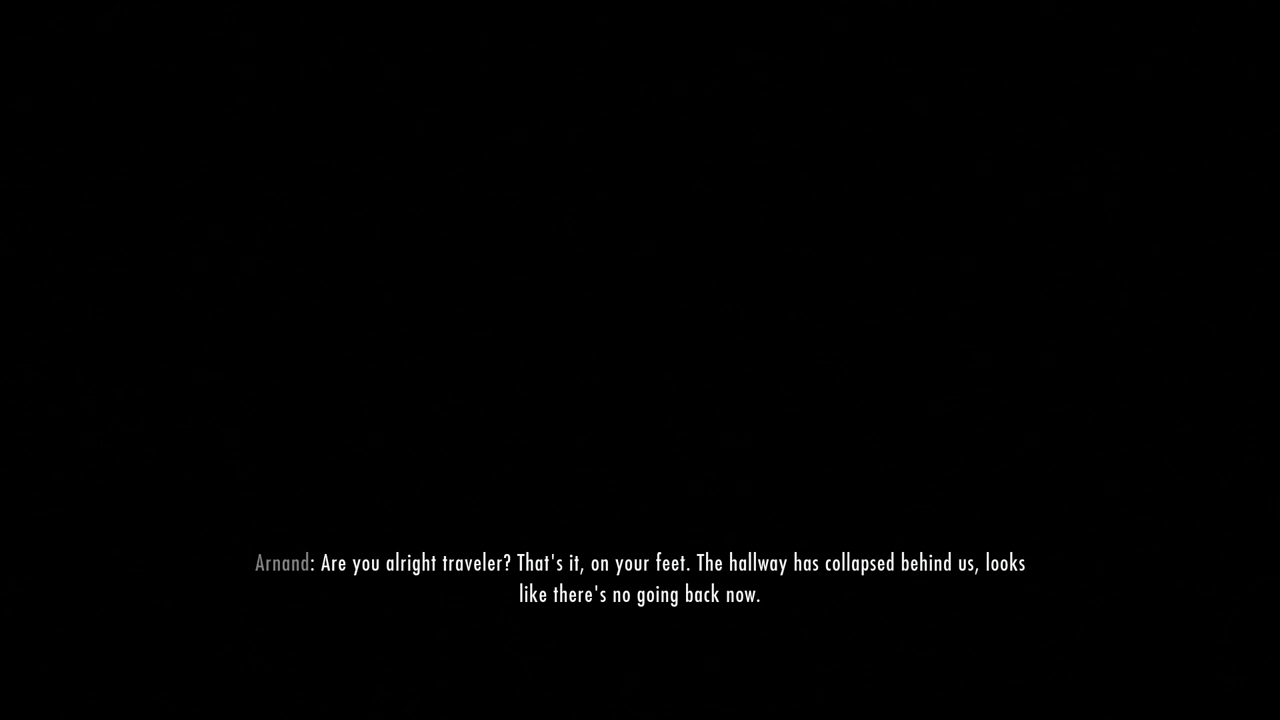 Arnand: Are you alright traveler? That's it, on your feet. The hallway has collapsed behind us, looks
like there's no going back now.